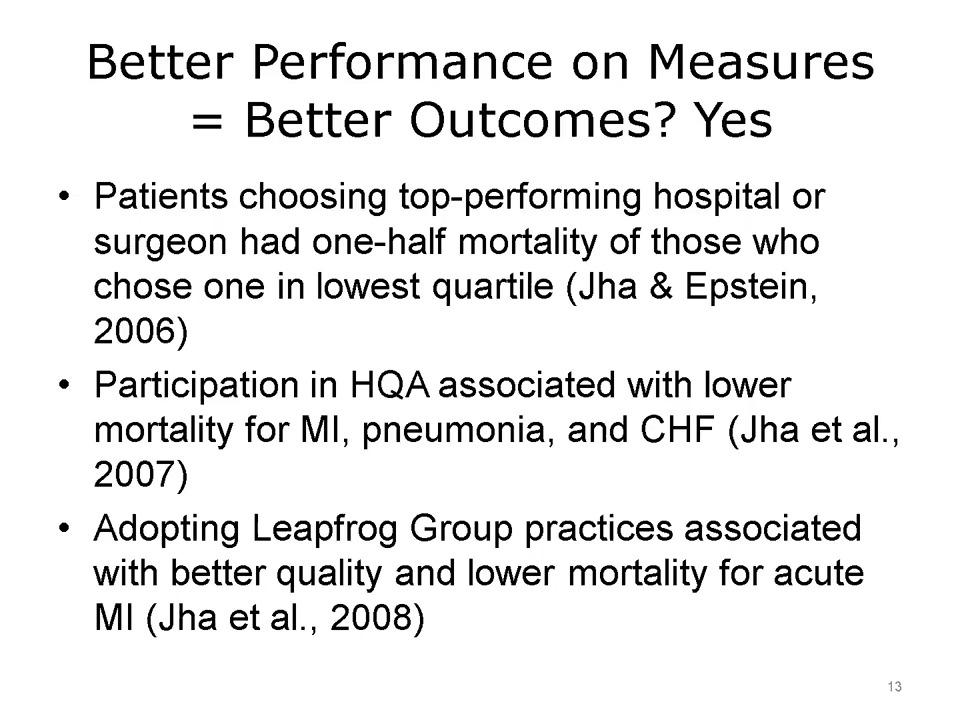 Better Performance on Measures
= Better Outcomes? Yes
• Patients choosing top-performing hospital or
surgeon had one-half mortality of those who
chose one in lowest quartile (Jha & Epstein,
2006)
• Participation in HQA associated with lower
mortality for MI, pneumonia, and CHF (Jha et al.,
2007)
• Adopting Leapfrog Group practices associated
with better quality and lower mortality for acute
MI (Jha et al., 2008)
13